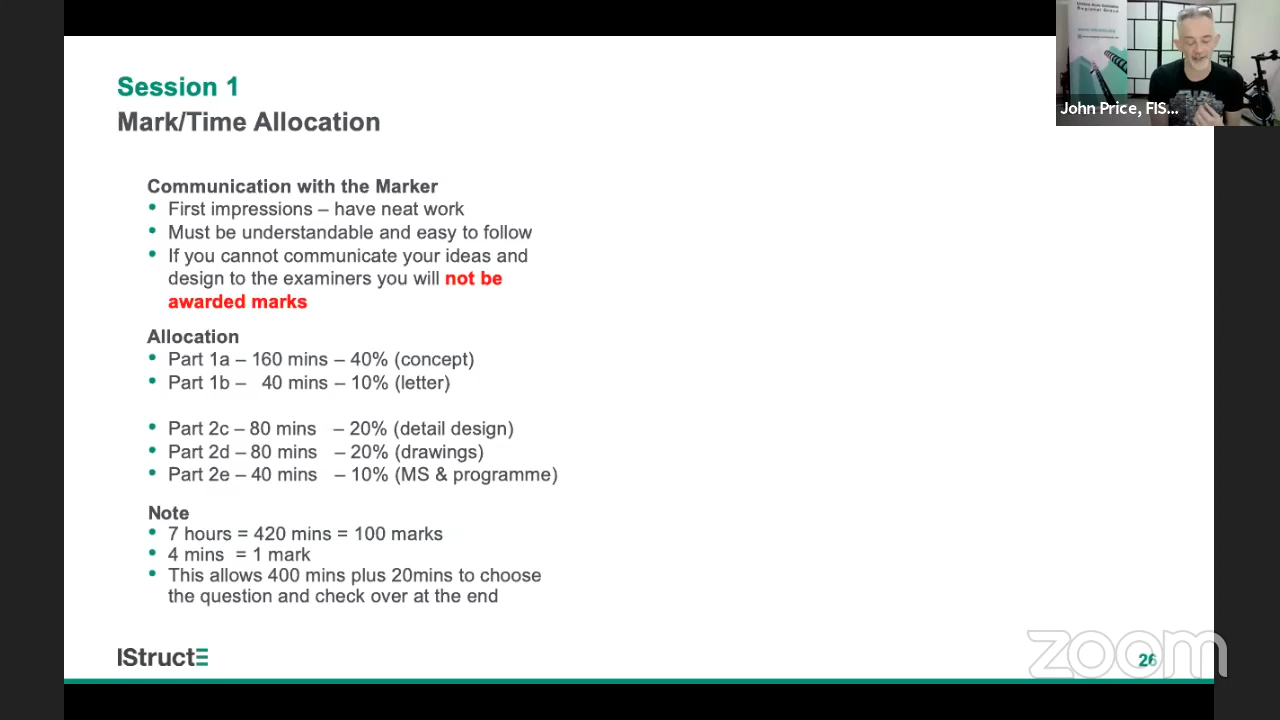 Session 1
Mark/Time Allocation
Communication with the Marker
• First impressions – have neat work
• Must be understandable and easy to follow
• If you cannot communicate your ideas and
design to the examiners you will not be
awarded marks
Allocation
• Part 1a – 160 mins – 40% (concept)
• Part 1b – 40 mins – 10% (letter)
• Part 2c – 80 mins – 20% (detail design)
• Part 2d – 80 mins – 20% (drawings)
• Part 2e – 40 mins – 10% (MS & programme)
Note
• 7 hours = 420 mins = 100 marks
• 4 mins = 1 mark
• This allows 400 mins plus 20mins to choose
the question and check over at the end
IStructE
26
zoom
John Price, FIS...
Regional Group